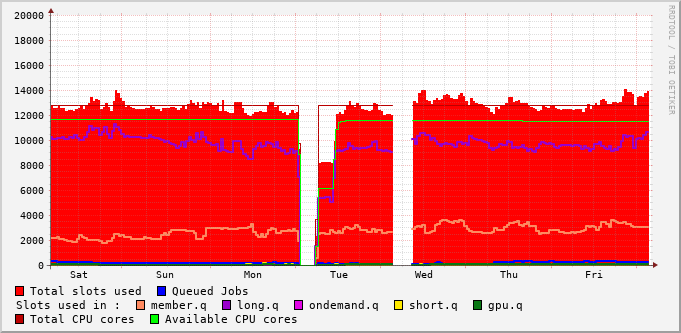 RRDTOOL / TOBI OETIKER
20000
18000
16000
14000
12000
10000
8000
6000
4000
2000
0
Sat Sun Mon Tue Wed Thu Fri
Total slots used Queued Jobs
Slots used in : member.q long.q ondemand.q short.q gpu.q
Total CPU cores Available CPU cores